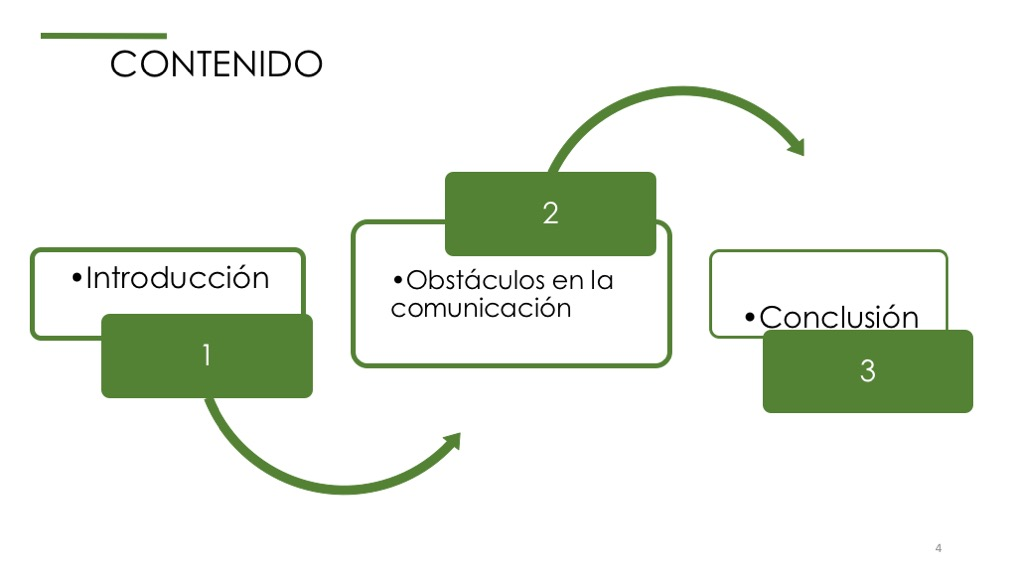 CONTENIDO
•Introducción
1
2
•Obstáculos en la
comunicación
•Conclusión
3
4